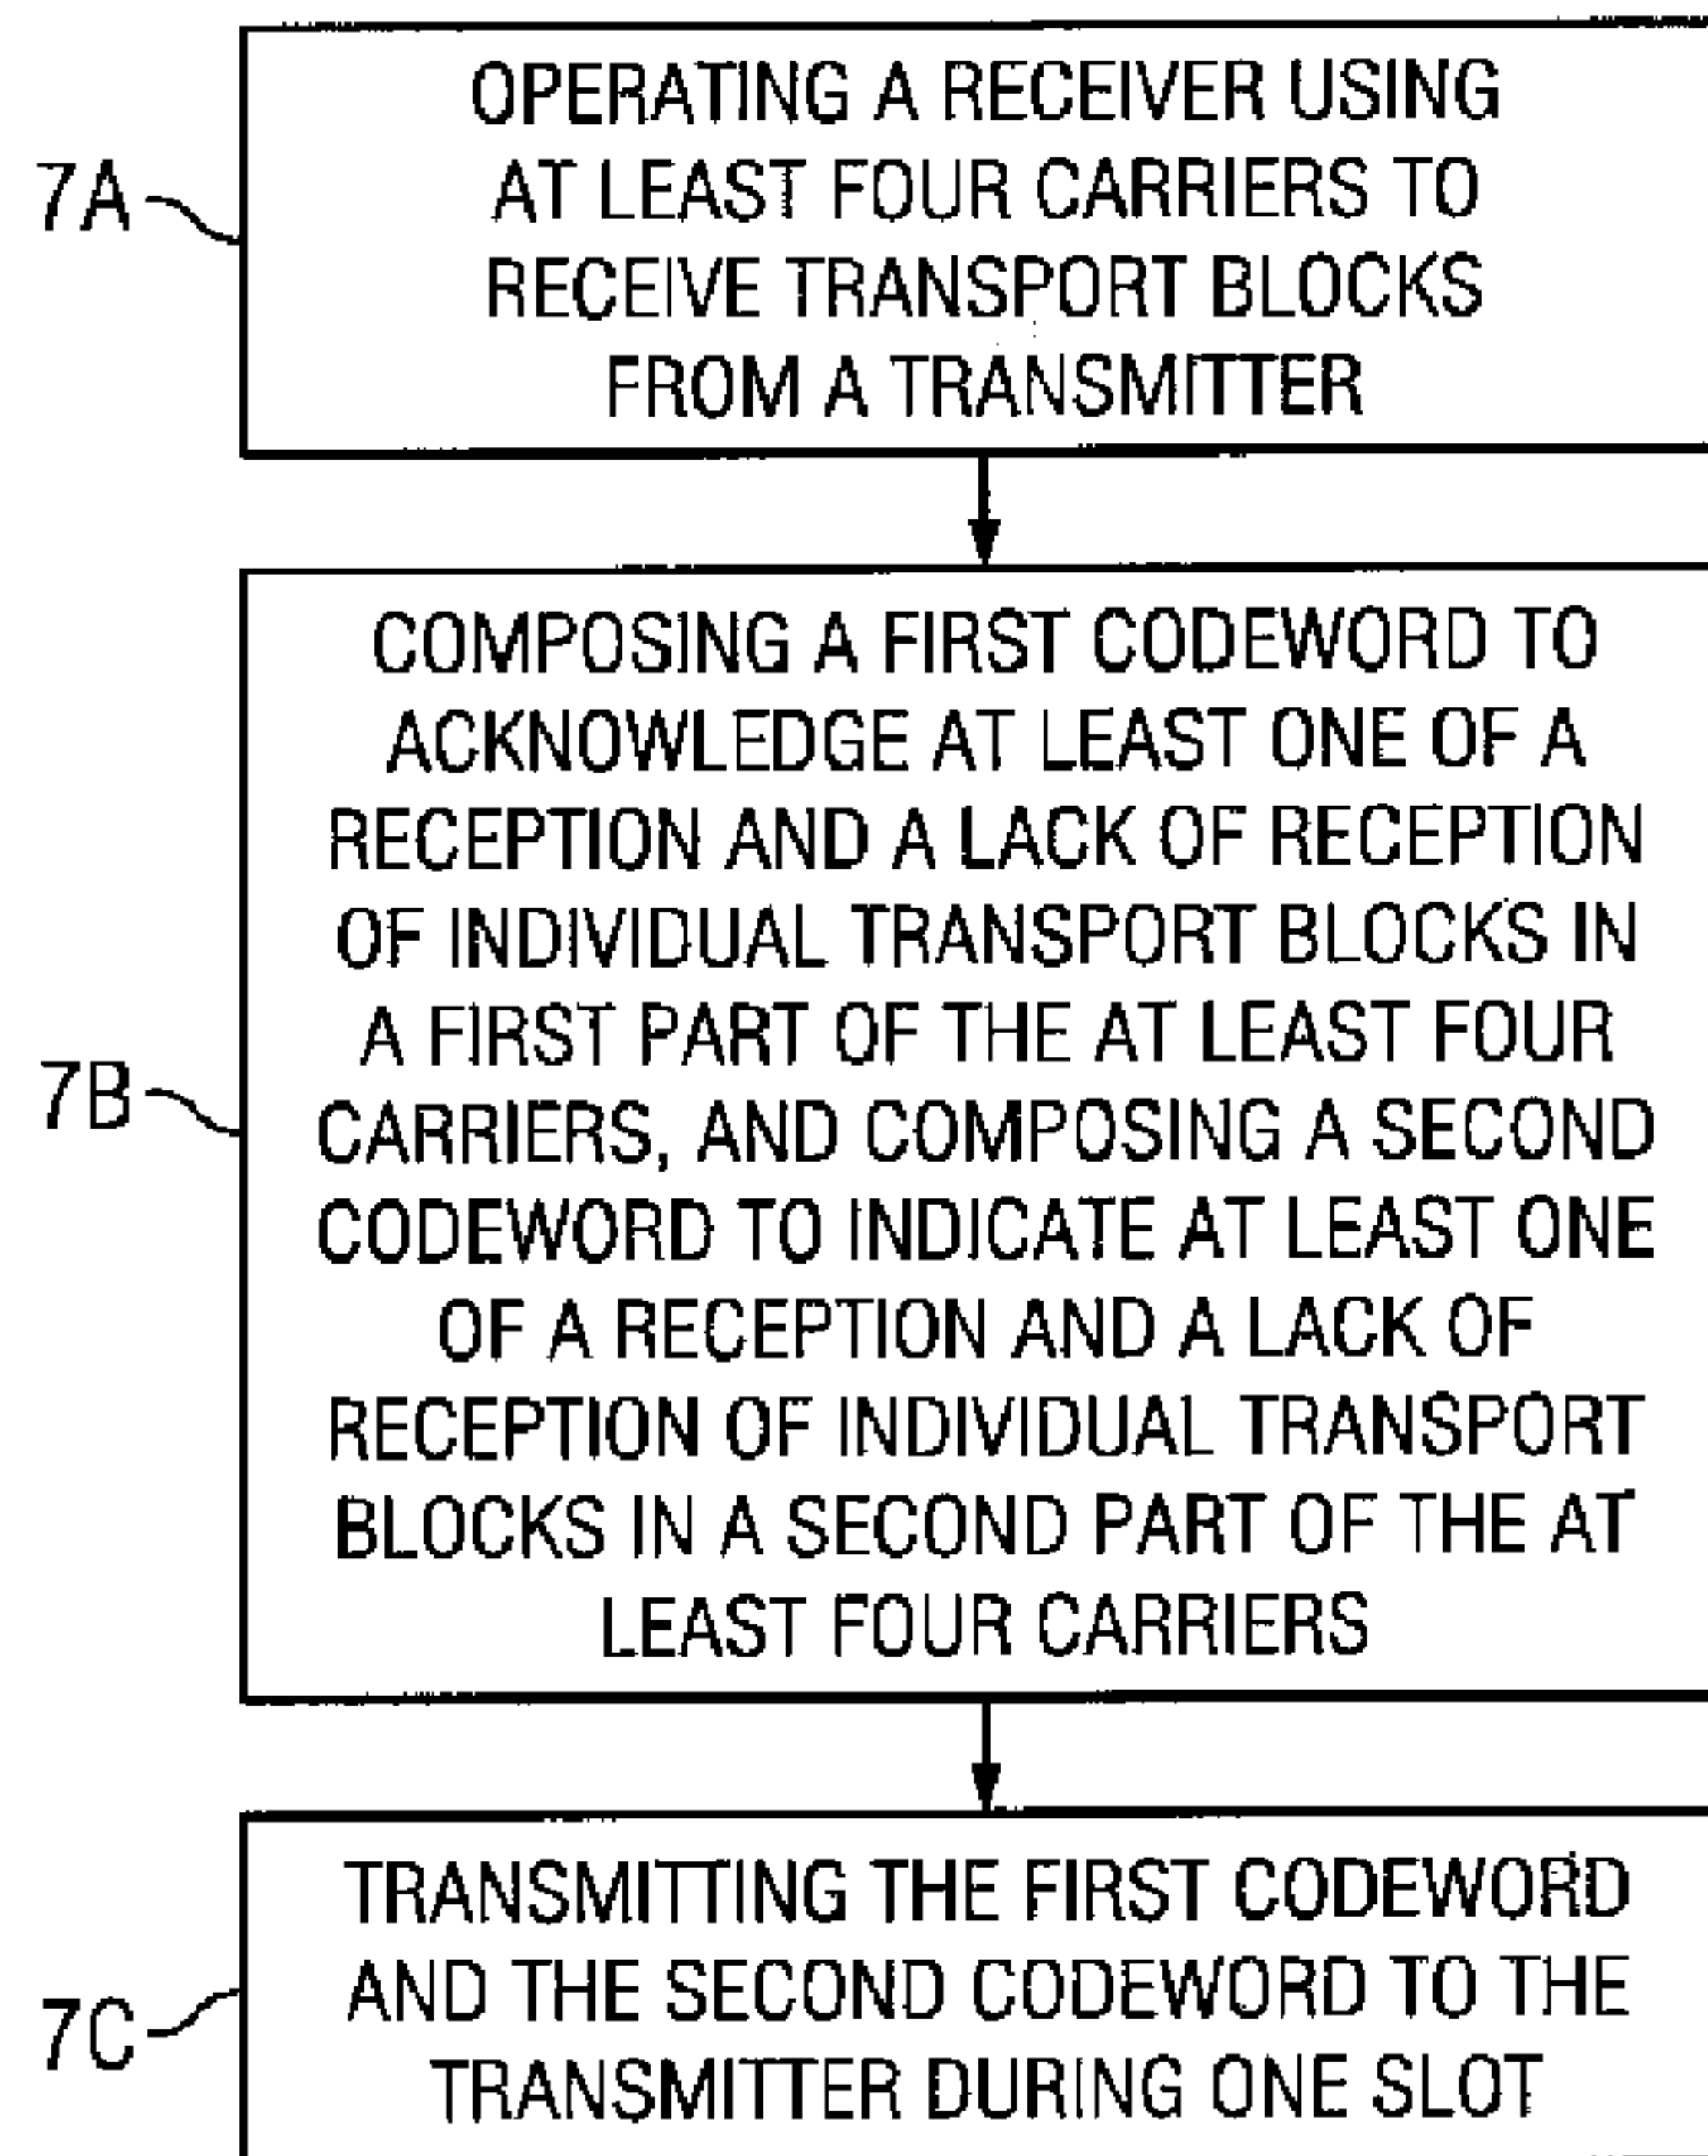 OPERATING A RECEIVER USING
AT LEAST FOUR CARRIERS TO
7A
RECEIVE TRANSPORT BLOCKS
FROM A TRANSMITTER
COMPOSING A FIRST CODEWORD TO
ACKNOWLEDGE AT LEAST ONE OF A
RECEPTION AND A LACK OF RECEPTION
OF INDIVIDUAL TRANSPORT BLOCKS IN
A FIRST PART OF THE AT LEAST FOUR
7B
CARRIERS, AND COMPOSING A SECOND
CODEWORD TO INDICATE AT LEAST ONE
OF A RECEPTION AND A LACK OF
RECEPTION OF INDIVIDUAL TRANSPORT
BLOCKS IN A SECOND PART OF THE AT
LEAST FOUR CARRIERS
TRANSMITTING THE FIRST CODEWORD
AND THE SECOND CODEWORD TO THE
7C
TRANSMITTER DURING ONE SLOT